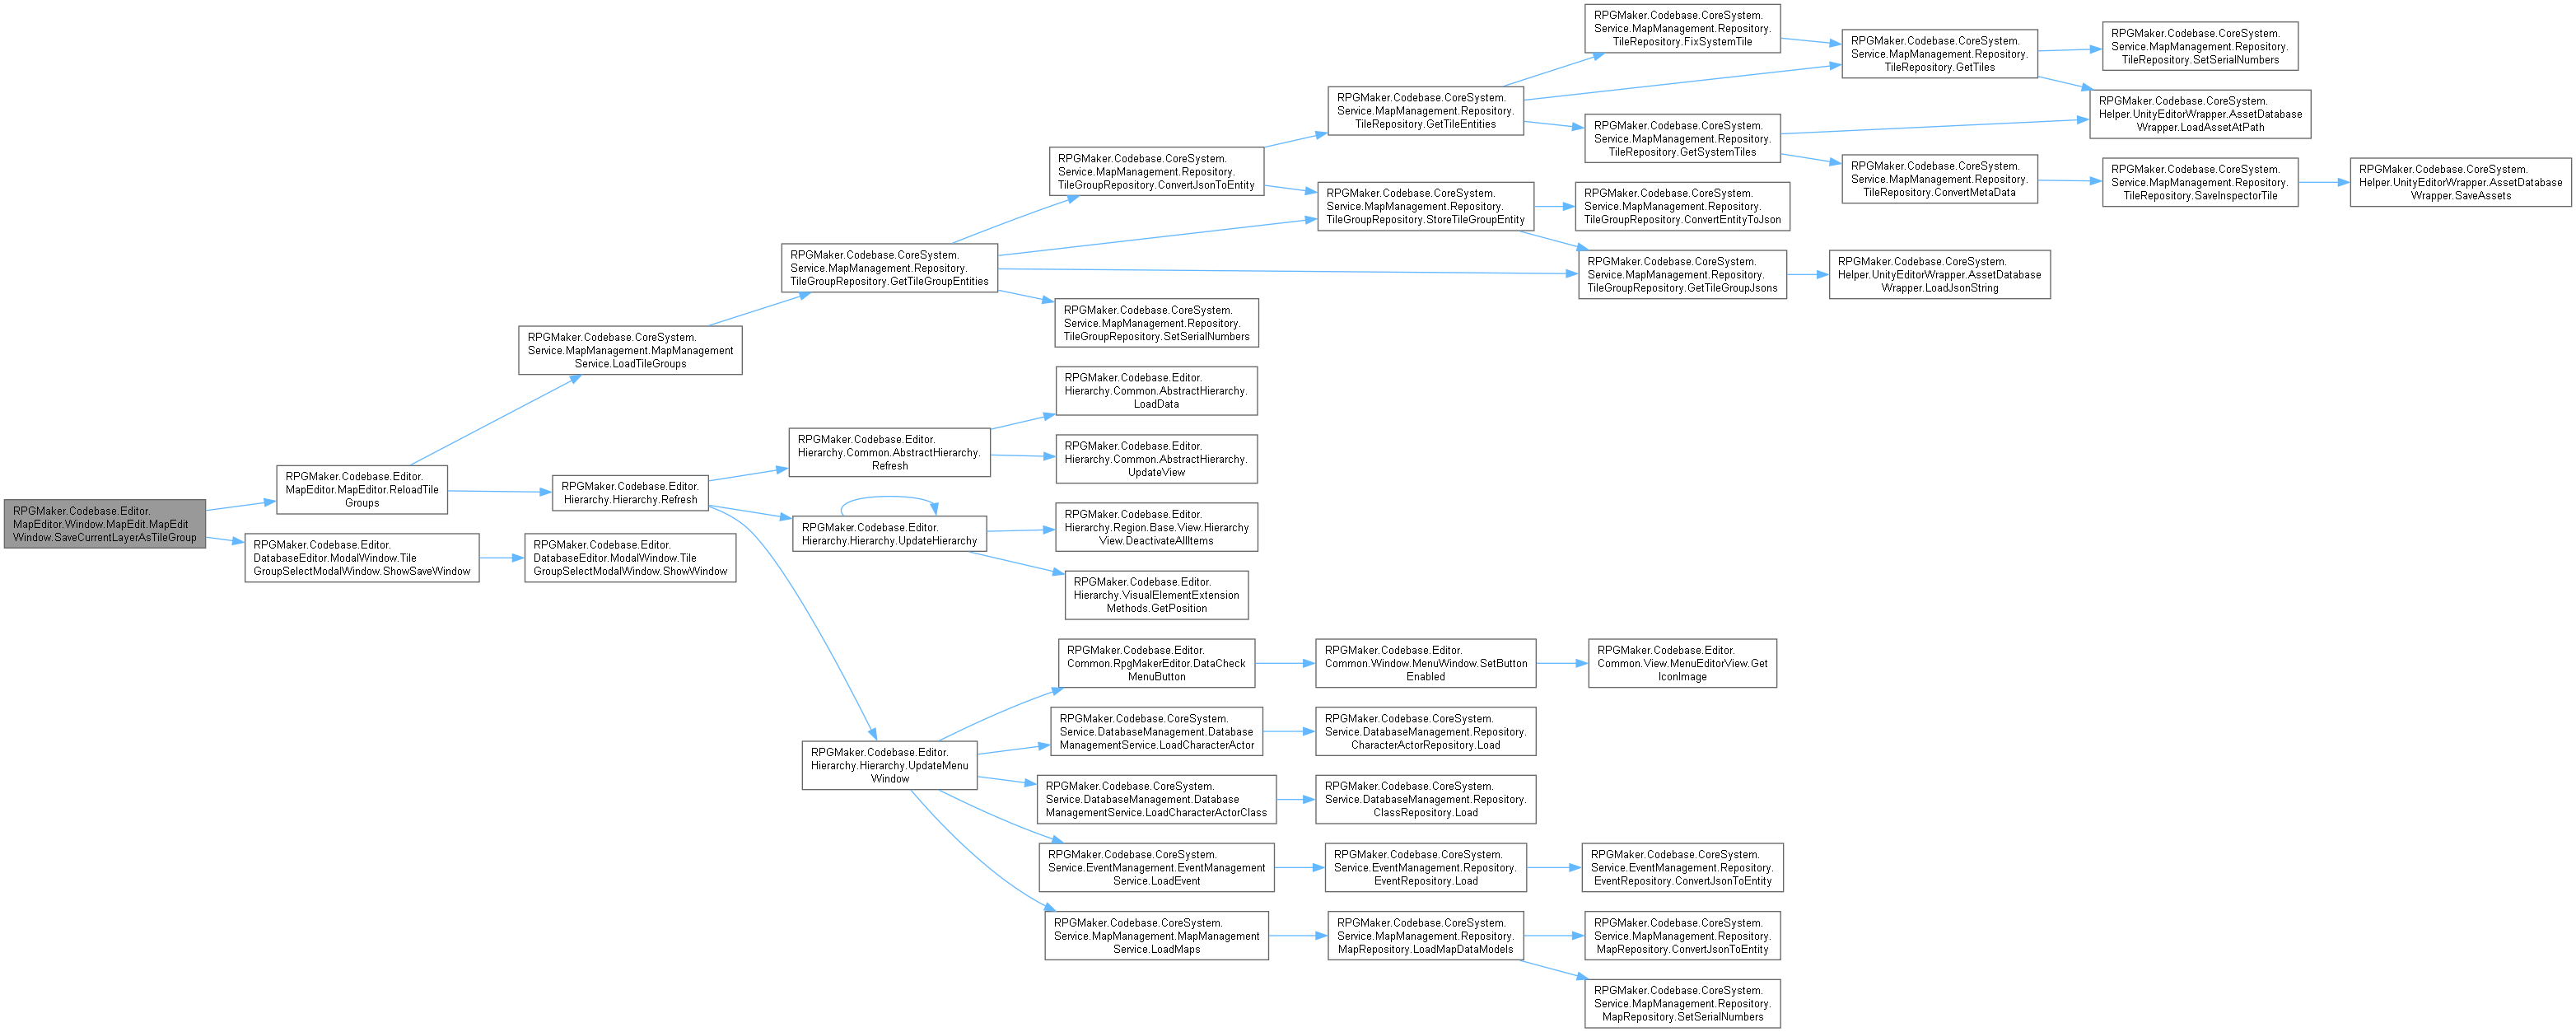 RPGMaker.Codebase.Editor.
MapEditor.Window.MapEdit.MapEdit
Window.SaveCurrentLayerAsTileGroup
RPGMaker.Codebase.Editor.
MapEditor.MapEditor.ReloadTile
Groups
RPGMaker.Codebase.CoreSystem.
Service.MapManagement.MapManagement
Service.LoadTileGroups
RPGMaker.Codebase.CoreSystem.
Service.MapManagement.Repository.
TileGroupRepository.GetTileGroupEntities
RPGMaker.Codebase.CoreSystem.
Service.MapManagement.Repository.
TileGroupRepository.ConvertJsonToEntity
RPGMaker.Codebase.CoreSystem.
Service.MapManagement.Repository.
TileRepository.GetTileEntities
RPGMaker.Codebase.CoreSystem.
Service.MapManagement.Repository.
TileRepository.FixSystemTile
RPGMaker.Codebase.CoreSystem.
Service.MapManagement.Repository.
TileRepository.GetTiles
RPGMaker.Codebase.CoreSystem.
Service.MapManagement.Repository.
TileRepository.SetSerialNumbers
RPGMaker.Codebase.CoreSystem.
Helper.UnityEditorWrapper.AssetDatabase
Wrapper.LoadAssetAtPath
RPGMaker.Codebase.CoreSystem.
Service.MapManagement.Repository.
TileRepository.GetSystemTiles
RPGMaker.Codebase.CoreSystem.
Service.MapManagement.Repository.
TileRepository.ConvertMetaData
RPGMaker.Codebase.CoreSystem.
Service.MapManagement.Repository.
TileRepository.SaveInspectorTile
RPGMaker.Codebase.CoreSystem.
Helper.UnityEditorWrapper.AssetDatabase
Wrapper.SaveAssets
RPGMaker.Codebase.CoreSystem.
Service.MapManagement.Repository.
TileGroupRepository.StoreTileGroupEntity
RPGMaker.Codebase.CoreSystem.
Service.MapManagement.Repository.
TileGroupRepository.ConvertEntityToJson
RPGMaker.Codebase.CoreSystem.
Service.MapManagement.Repository.
TileGroupRepository.GetTileGroupJsons
RPGMaker.Codebase.CoreSystem.
Helper.UnityEditorWrapper.AssetDatabase
Wrapper.LoadJsonString
RPGMaker.Codebase.CoreSystem.
Service.MapManagement.Repository.
TileGroupRepository.SetSerialNumbers
RPGMaker.Codebase.Editor.
Hierarchy.Hierarchy.Refresh
RPGMaker.Codebase.Editor.
Hierarchy.Common.AbstractHierarchy.
Refresh
RPGMaker.Codebase.Editor.
Hierarchy.Common.AbstractHierarchy.
LoadData
RPGMaker.Codebase.Editor.
Hierarchy.Common.AbstractHierarchy.
UpdateView
RPGMaker.Codebase.Editor.
Hierarchy.Hierarchy.UpdateHierarchy
RPGMaker.Codebase.Editor.
Hierarchy.Region.Base.View.Hierarchy
View.DeactivateAllItems
RPGMaker.Codebase.Editor.
Hierarchy.VisualElementExtension
Methods.GetPosition
RPGMaker.Codebase.Editor.
Hierarchy.Hierarchy.UpdateMenu
Window
RPGMaker.Codebase.Editor.
Common.RpgMakerEditor.DataCheck
MenuButton
RPGMaker.Codebase.Editor.
Common.Window.MenuWindow.SetButton
Enabled
RPGMaker.Codebase.Editor.
Common.View.MenuEditorView.Get
IconImage
RPGMaker.Codebase.CoreSystem.
Service.DatabaseManagement.Database
ManagementService.LoadCharacterActor
RPGMaker.Codebase.CoreSystem.
Service.DatabaseManagement.Repository.
CharacterActorRepository.Load
RPGMaker.Codebase.CoreSystem.
Service.DatabaseManagement.Database
ManagementService.LoadCharacterActorClass
RPGMaker.Codebase.CoreSystem.
Service.DatabaseManagement.Repository.
ClassRepository.Load
RPGMaker.Codebase.CoreSystem.
Service.EventManagement.EventManagement
Service.LoadEvent
RPGMaker.Codebase.CoreSystem.
Service.EventManagement.Repository.
EventRepository.Load
RPGMaker.Codebase.CoreSystem.
Service.EventManagement.Repository.
EventRepository.ConvertJsonToEntity
RPGMaker.Codebase.CoreSystem.
Service.MapManagement.MapManagement
Service.LoadMaps
RPGMaker.Codebase.CoreSystem.
Service.MapManagement.Repository.
MapRepository.LoadMapDataModels
RPGMaker.Codebase.CoreSystem.
Service.MapManagement.Repository.
MapRepository.ConvertJsonToEntity
RPGMaker.Codebase.CoreSystem.
Service.MapManagement.Repository.
MapRepository.SetSerialNumbers
RPGMaker.Codebase.Editor.
DatabaseEditor.ModalWindow.Tile
GroupSelectModalWindow.ShowSaveWindow
RPGMaker.Codebase.Editor.
DatabaseEditor.ModalWindow.Tile
GroupSelectModalWindow.ShowWindow